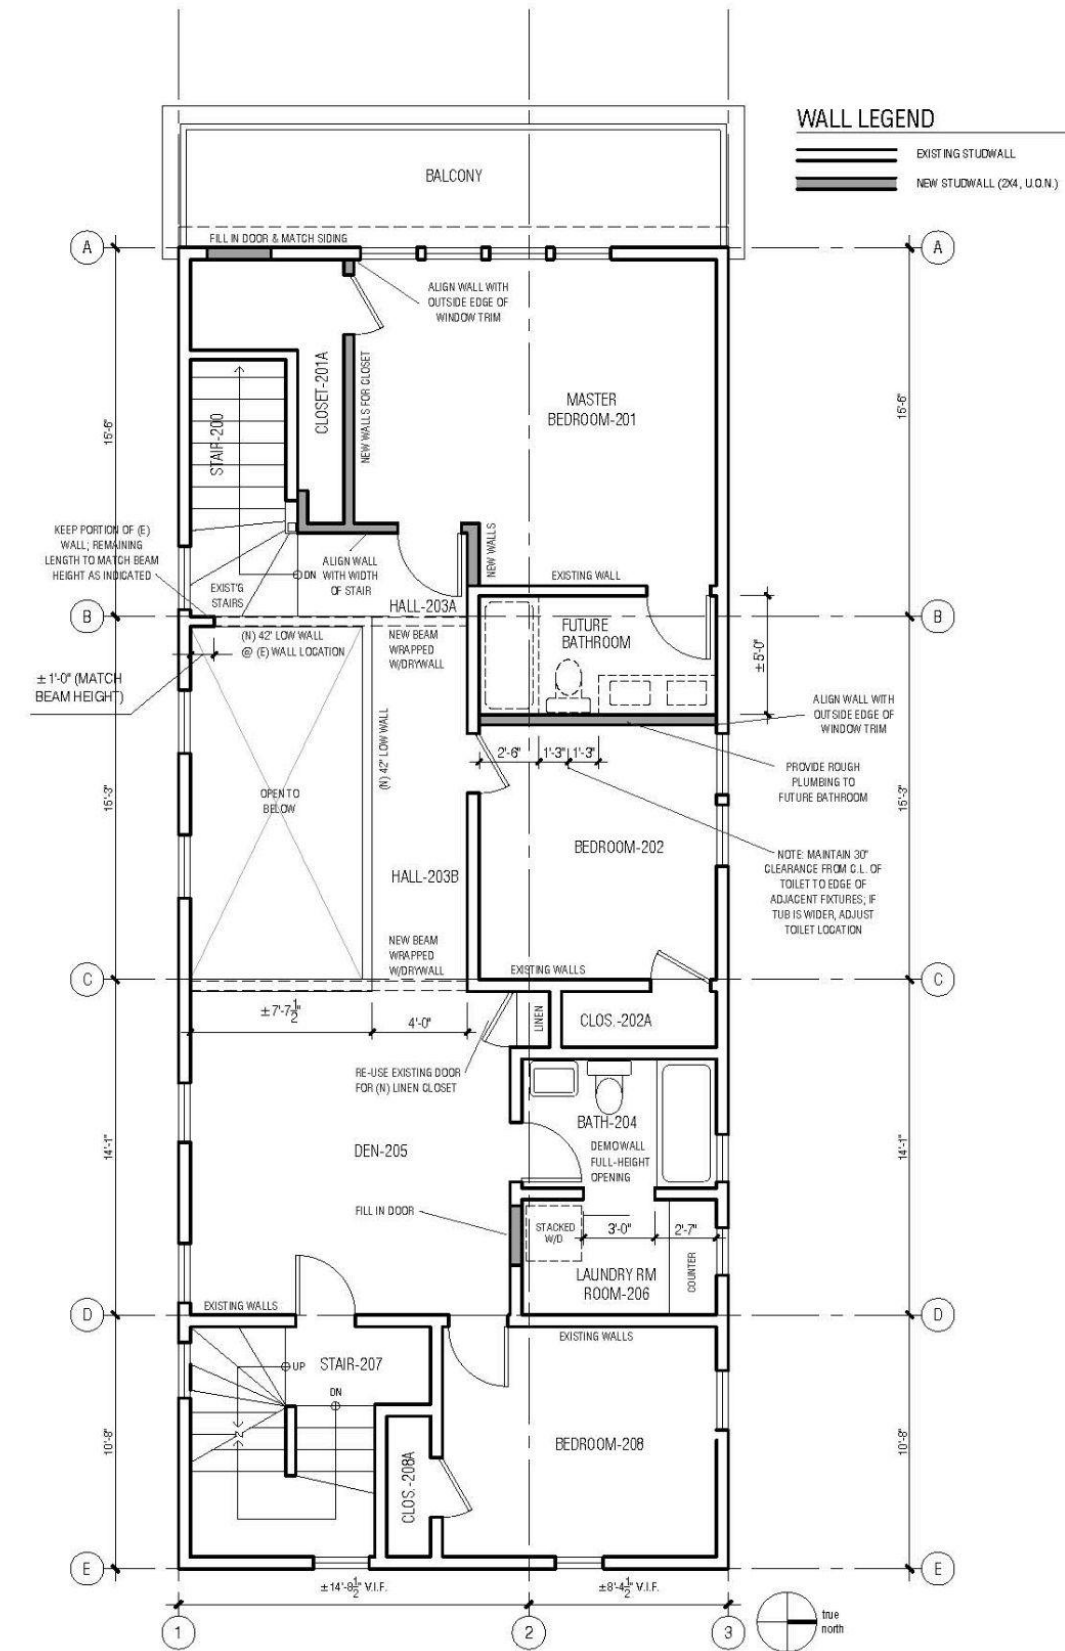 WALL LEGEND
EXISTING STUDWALL
NEW STUDWALL (2X4, U.O.N.)
BALCONY
A
FILL IN DOOR & MATCH SIDING
A
ALIGN WALL WITH
OUTSIDE EDGE OF
WINDOW TRIM
CLOSET-201A
NEW WALLS FOR CLOSET
MASTER
BEDROOM-201
STAIR-200
15'-6"
15'-6"
KEEP PORTION OF (E)
WALL; REMAINING
LENGTH TO MATCH BEAM
HEIGHT AS INDICATED
ALIGN WALL
WITH WIDTH
OF STAIR
NEW WALLS
EXIST'G
STAIRS
DN
EXISTING WALL
HALL-203A
B
B
FUTURE
BATHROOM
(N) 42" LOW WALL
@ (E) WALL LOCATION
NEW BEAM
WRAPPED
W/DRYWALL
±5'-0"
±1'-0" (MATCH
BEAM HEIGHT)
ALIGN WALL WITH
OUTSIDE EDGE OF
WINDOW TRIM
(N) 42" LOW WALL
2'-6"
1'-3"
1'-3"
PROVIDE ROUGH
PLUMBING TO
FUTURE BATHROOM
15'-3"
OPEN TO
BELOW
15'-3"
BEDROOM-202
NOTE: MAINTAIN 30"
CLEARANCE FROM C.L. OF
TOILET TO EDGE OF
ADJACENT FIXTURES; IF
TUB IS WIDER, ADJUST
TOILET LOCATION
HALL-203B
NEW BEAM
WRAPPED
W/DRYWALL
C
EXISTING WALLS
C
±7'-7 1/2"
4'-0"
LINEN
CLOS.-202A
RE-USE EXISTING DOOR
FOR (N) LINEN CLOSET
14'-1"
DEN-205
BATH-204
DEMO WALL
FULL-HEIGHT
OPENING
14'-1"
FILL IN DOOR
STACKED
W/D
3'-0"
2'-7"
LAUNDRY RM
ROOM-206
COUNTER
D
EXISTING WALLS
D
EXISTING WALLS
UP
STAIR-207
DN
10'-8"
CLOS.-208A
BEDROOM-208
10'-8"
E
E
±14'-8 1/2" V.I.F.
±8'-4 1/2" V.I.F.
1
2
3
true
north